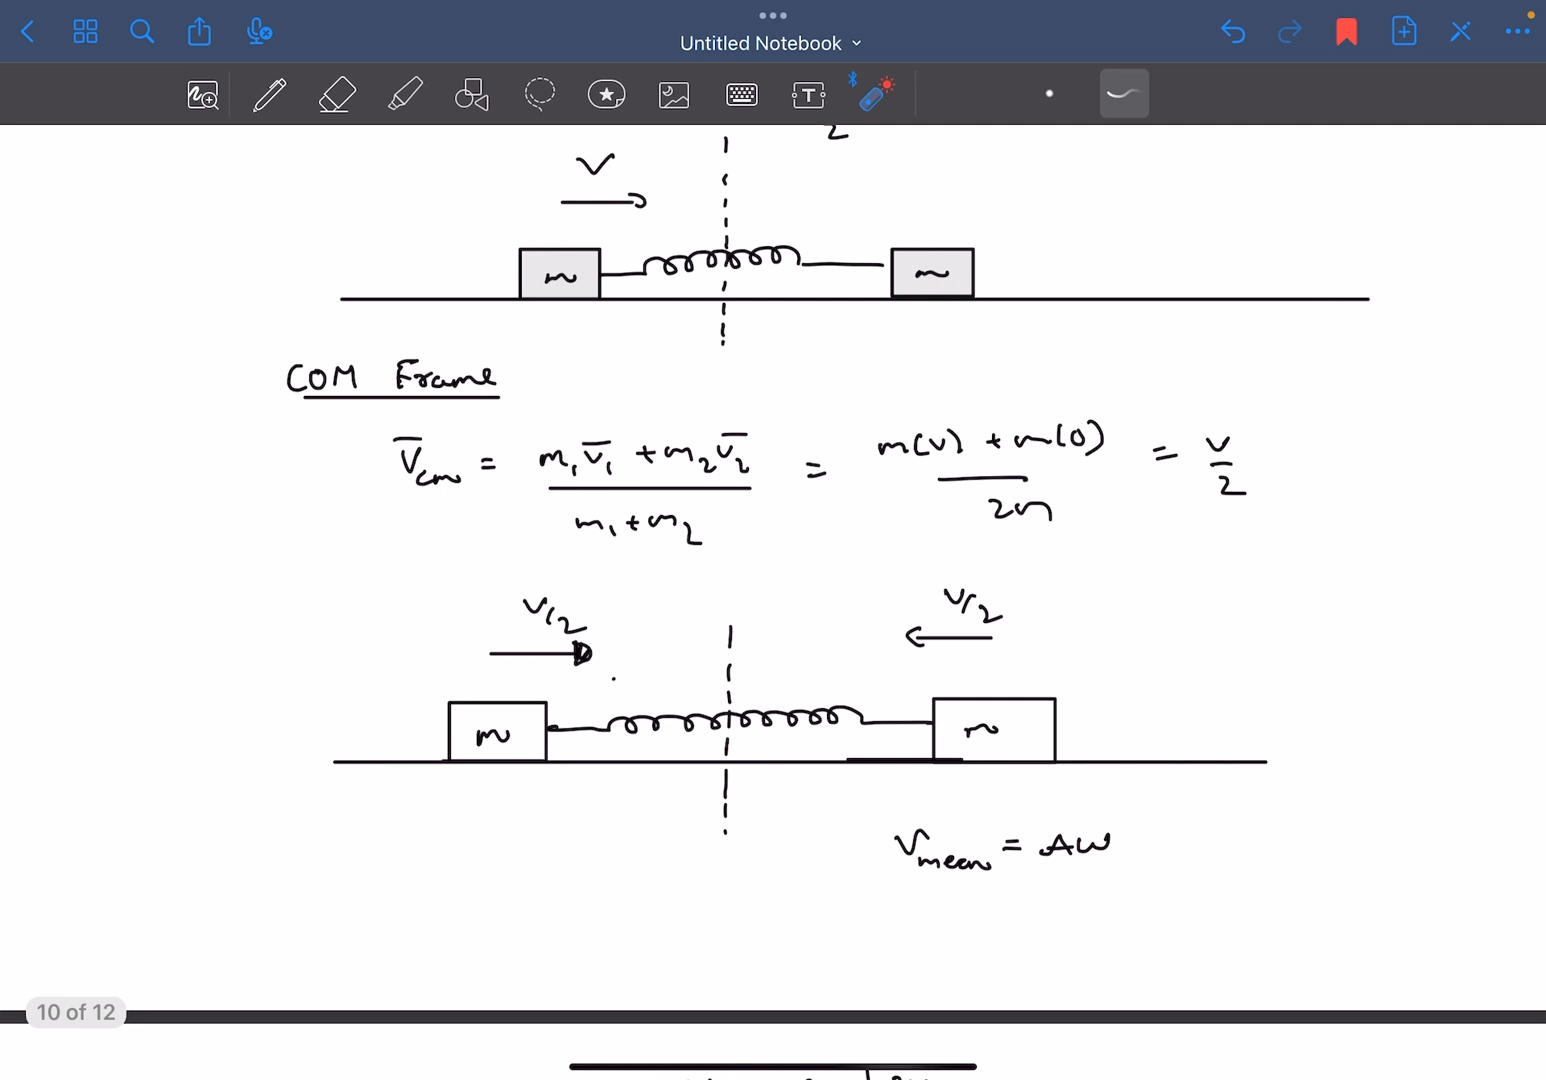 Untitled Notebook
T
2
V
m m
COM Frame
V̅cm = m₁v̅₁ + m₂v̅₂ / m₁ + m₂ = m(v) + m(0) / 2m = v/2
V/2 V/2
m m
Vmean = Aω
10 of 12